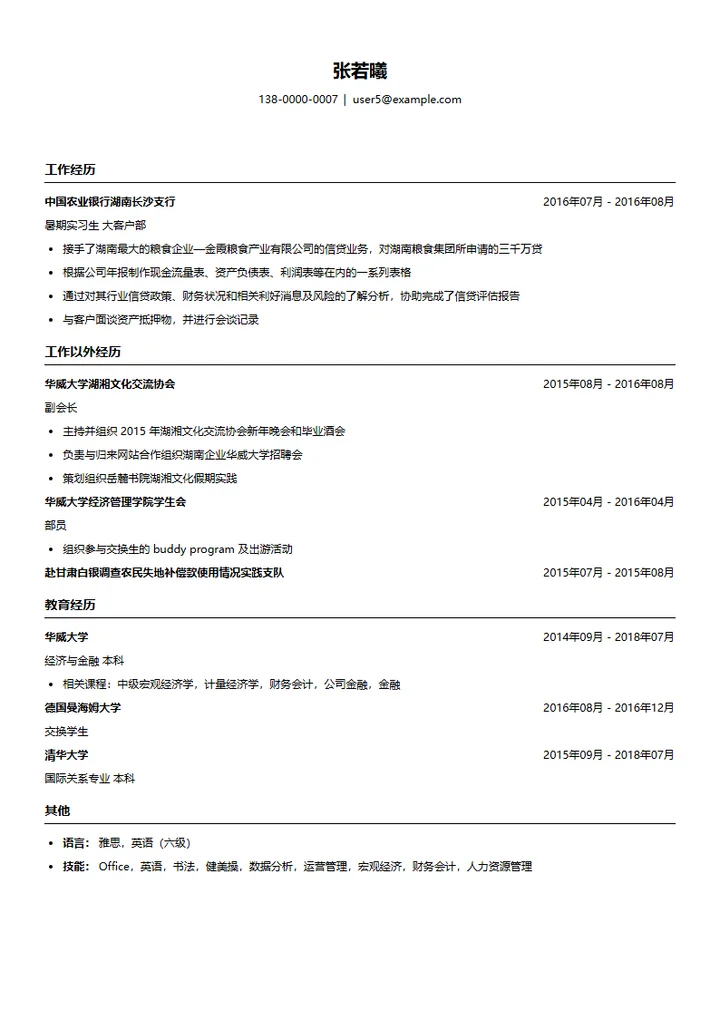 张若曦
138-0000-0007 | user5@example.com
工作经历
中国农业银行湖南长沙支行 2016年07月 - 2016年08月
暑期实习生 大客户部
• 接手了湖南最大的粮食企业—金霞粮食产业有限公司的信贷业务，对湖南粮食集团所申请的三千万贷
• 根据公司年报制作现金流量表、资产负债表、利润表等在内的一系列表格
• 通过对其行业信贷政策、财务状况和相关利好消息及风险的了解分析，协助完成了信贷评估报告
• 与客户面谈资产抵押物，并进行会谈记录
工作以外经历
华威大学湖湘文化交流协会 2015年08月 - 2016年08月
副会长
• 主持并组织 2015 年湖湘文化交流协会新年晚会和毕业酒会
• 负责与归来网站合作组织湖南企业华威大学招聘会
• 策划组织岳麓书院湖湘文化假期实践
华威大学经济管理学院学生会 2015年04月 - 2016年04月
部员
• 组织参与交换生的 buddy program 及出游活动
赴甘肃白银调查农民失地补偿款使用情况实践支队 2015年07月 - 2015年08月
教育经历
华威大学 2014年09月 - 2018年07月
经济与金融 本科
• 相关课程：中级宏观经济学，计量经济学，财务会计，公司金融，金融
德国曼海姆大学 2016年08月 - 2016年12月
交换学生
清华大学 2015年09月 - 2018年07月
国际关系专业 本科
其他
• 语言： 雅思，英语（六级）
• 技能： Office，英语，书法，健美操，数据分析，运营管理，宏观经济，财务会计，人力资源管理